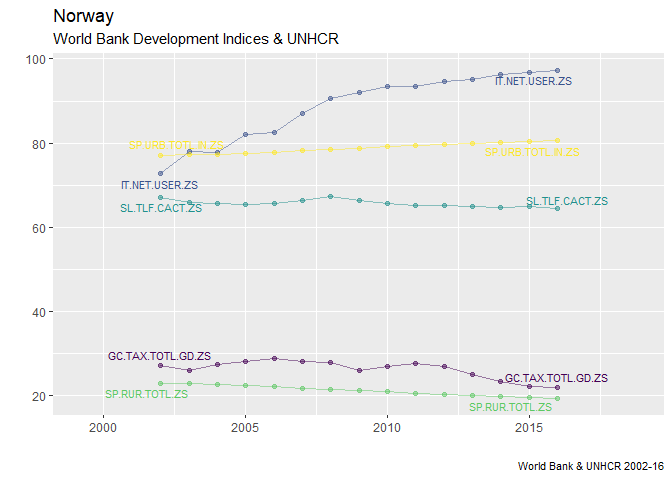 Norway
World Bank Development Indices & UNHCR
100
IT.NET.USER.ZS
80
SP.URB.TOTL.IN.ZS
SP.URB.TOTL.IN.ZS
IT.NET.USER.ZS
SL.TLF.CACT.ZS
SL.TLF.CACT.ZS
60
40
GC.TAX.TOTL.GD.ZS
GC.TAX.TOTL.GD.ZS
20
SP.RUR.TOTL.ZS
SP.RUR.TOTL.ZS
2000 2005 2010 2015
World Bank & UNHCR 2002-16